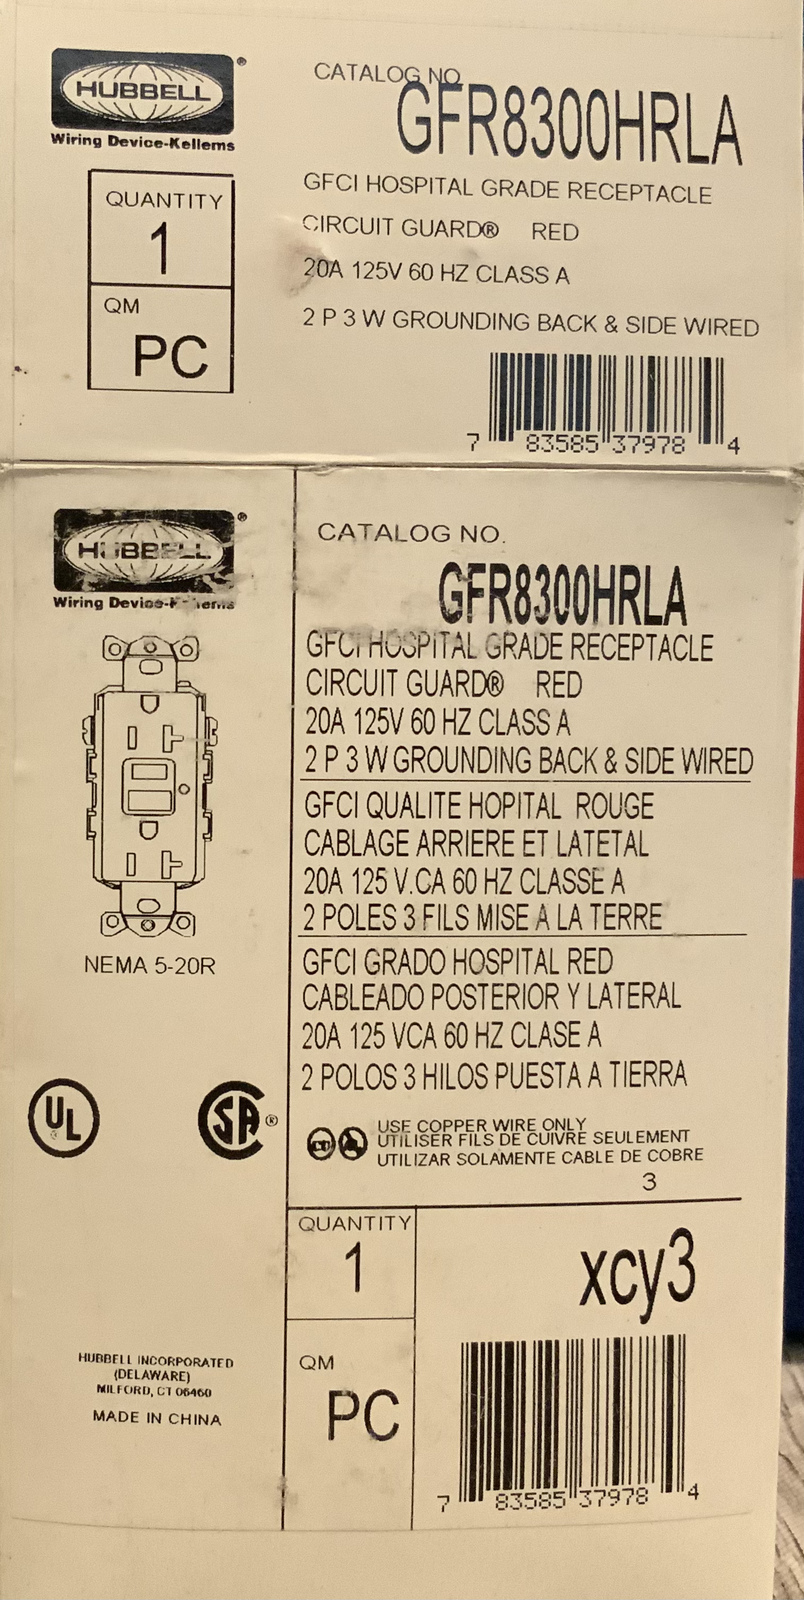 HUBBELL®
Wiring Device-Kellems
CATALOG NO.
GFR8300HRLA
QUANTITY
1
QM
PC
GFCI HOSPITAL GRADE RECEPTACLE
CIRCUIT GUARD® RED
20A 125V 60 HZ CLASS A
2 P 3 W GROUNDING BACK & SIDE WIRED
7 83585 37978 4
HUBBELL®
Wiring Device-Kellems
NEMA 5-20R
UL
SA®
HUBBELL INCORPORATED
(DELAWARE)
MILFORD, CT 06460
MADE IN CHINA
CATALOG NO.
GFR8300HRLA
GFCI HOSPITAL GRADE RECEPTACLE
CIRCUIT GUARD® RED
20A 125V 60 HZ CLASS A
2 P 3 W GROUNDING BACK & SIDE WIRED
GFCI QUALITE HOPITAL ROUGE
CABLAGE ARRIERE ET LATETAL
20A 125 V.CA 60 HZ CLASSE A
2 POLES 3 FILS MISE A LA TERRE
GFCI GRADO HOSPITAL RED
CABLEADO POSTERIOR Y LATERAL
20A 125 VCA 60 HZ CLASE A
2 POLOS 3 HILOS PUESTA A TIERRA
USE COPPER WIRE ONLY
UTILISER FILS DE CUIVRE SEULEMENT
UTILIZAR SOLAMENTE CABLE DE COBRE
3
QUANTITY
1
QM
PC
xcy3
7 83585 37978 4